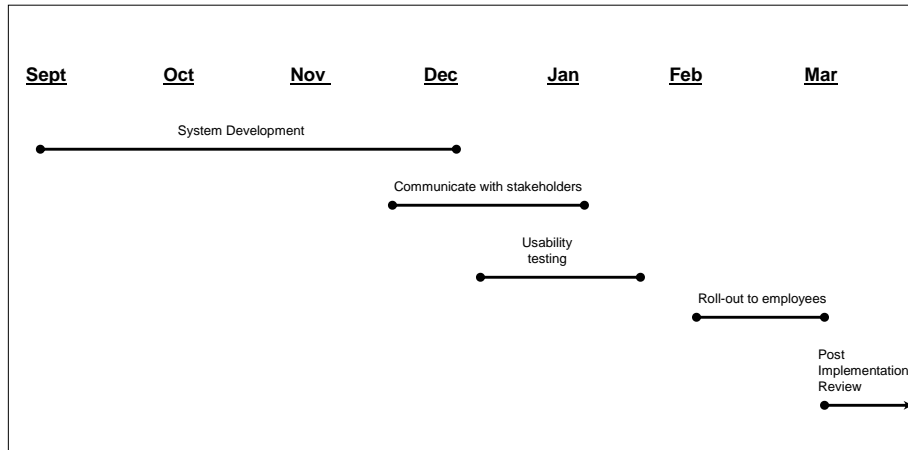 Sept Oct Nov Dec Jan Feb Mar
System Development
Communicate with stakeholders
Usability
testing
Roll-out to employees
Post
Implementation
Review